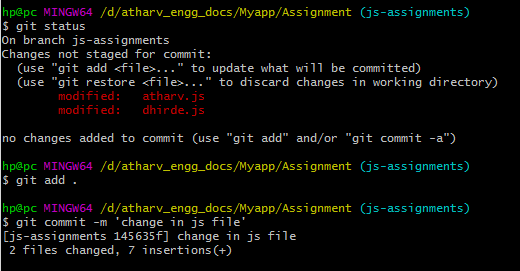 hp@pc MINGW64 /d/atharv_engg_docs/Myapp/Assignment (js-assignments)
$ git status
On branch js-assignments
Changes not staged for commit:
  (use "git add <file>..." to update what will be committed)
  (use "git restore <file>..." to discard changes in working directory)
        modified:   atharv.js
        modified:   dhirde.js

no changes added to commit (use "git add" and/or "git commit -a")

hp@pc MINGW64 /d/atharv_engg_docs/Myapp/Assignment (js-assignments)
$ git add .

hp@pc MINGW64 /d/atharv_engg_docs/Myapp/Assignment (js-assignments)
$ git commit -m 'change in js file'
[js-assignments 145635f] change in js file
 2 files changed, 7 insertions(+)